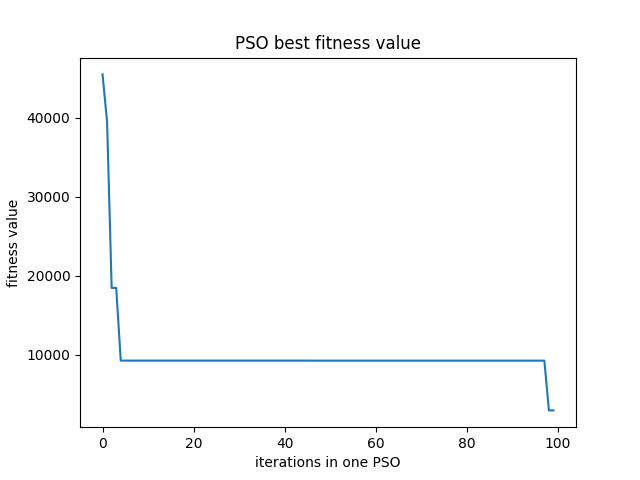 PSO best fitness value
fitness value
40000
30000
20000
10000
0 20 40 60 80 100
iterations in one PSO